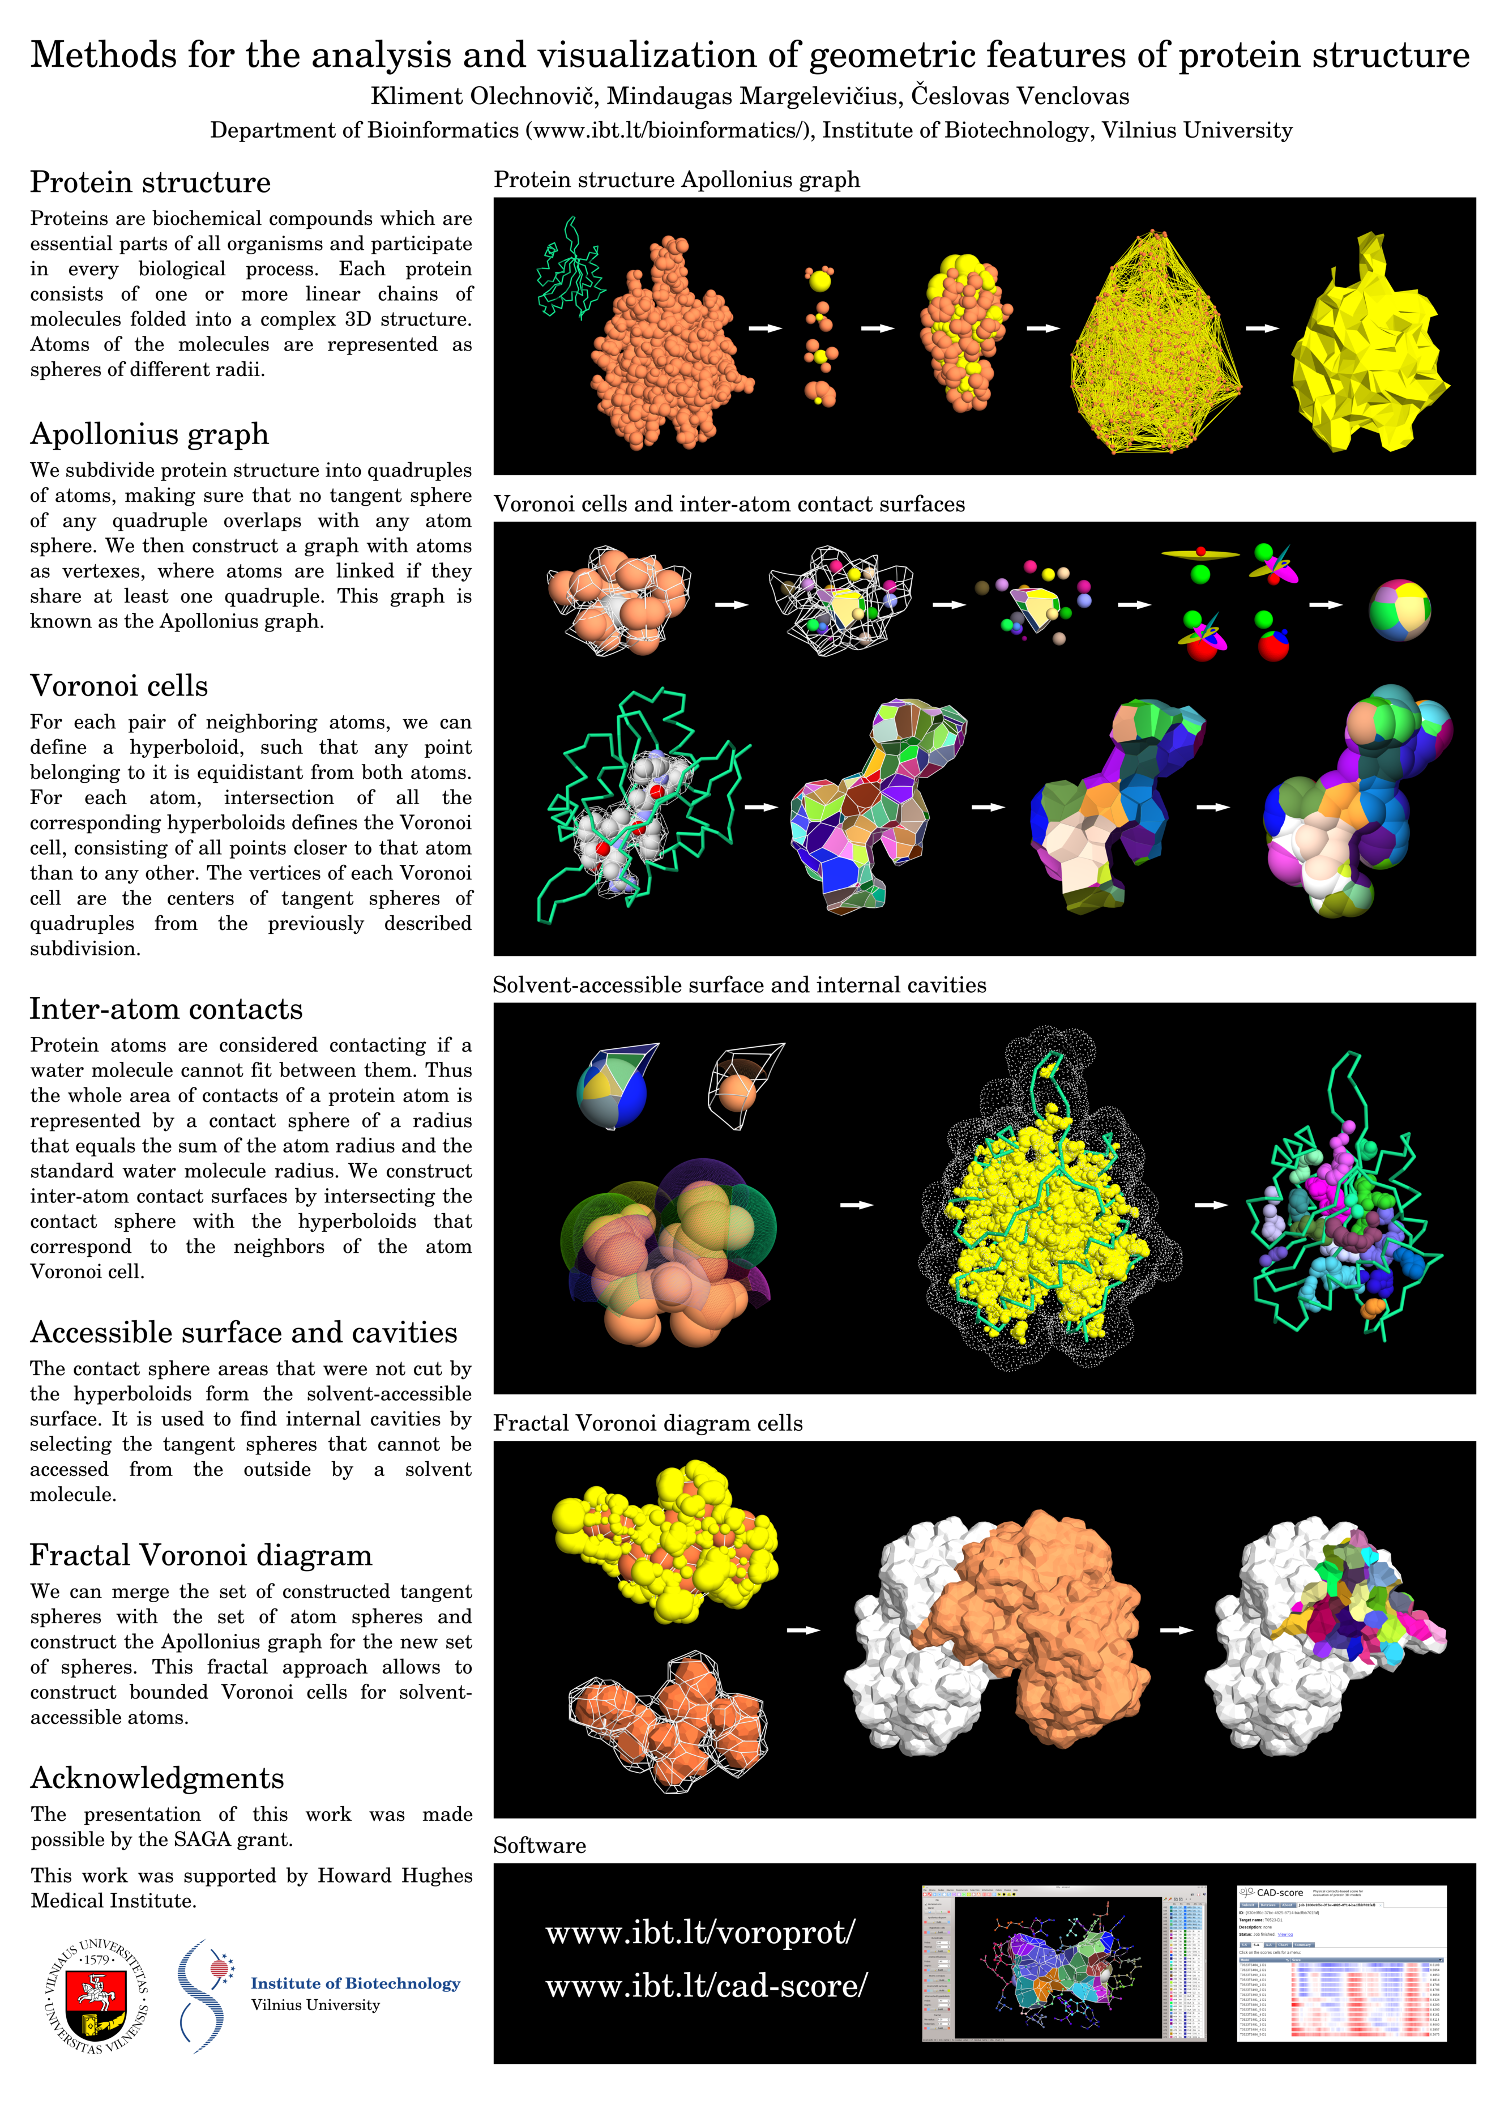 Methods for the analysis and visualization of geometric features of protein structure
Kliment Olechnovič, Mindaugas Margelevičius, Česlovas Venclovas
Department of Bioinformatics (www.ibt.lt/bioinformatics/), Institute of Biotechnology, Vilnius University
Protein structure
Proteins are biochemical compounds which are
essential parts of all organisms and participate
in every biological process. Each protein
consists of one or more linear chains of
molecules folded into a complex 3D structure.
Atoms of the molecules are represented as
spheres of different radii.
Apollonius graph
We subdivide protein structure into quadruples
of atoms, making sure that no tangent sphere
of any quadruple overlaps with any atom
sphere. We then construct a graph with atoms
as vertexes, where atoms are linked if they
share at least one quadruple. This graph is
known as the Apollonius graph.
Voronoi cells
For each pair of neighboring atoms, we can
define a hyperboloid, such that any point
belonging to it is equidistant from both atoms.
For each atom, intersection of all the
corresponding hyperboloids defines the Voronoi
cell, consisting of all points closer to that atom
than to any other. The vertices of each Voronoi
cell are the centers of tangent spheres of
quadruples from the previously described
subdivision.
Inter-atom contacts
Protein atoms are considered contacting if a
water molecule cannot fit between them. Thus
the whole area of contacts of a protein atom is
represented by a contact sphere of a radius
that equals the sum of the atom radius and the
standard water molecule radius. We construct
inter-atom contact surfaces by intersecting the
contact sphere with the hyperboloids that
correspond to the neighbors of the atom
Voronoi cell.
Accessible surface and cavities
The contact sphere areas that were not cut by
the hyperboloids form the solvent-accessible
surface. It is used to find internal cavities by
selecting the tangent spheres that cannot be
accessed from the outside by a solvent
molecule.
Fractal Voronoi diagram
We can merge the set of constructed tangent
spheres with the set of atom spheres and
construct the Apollonius graph for the new set
of spheres. This fractal approach allows to
construct bounded Voronoi cells for solvent-
accessible atoms.
Acknowledgments
The presentation of this work was made
possible by the SAGA grant.
This work was supported by Howard Hughes
Medical Institute.
VILNIAUS UNIVERSITETAS
1579
UNIVERSITAS VILNENSIS
Institute of Biotechnology
Vilnius University
Protein structure Apollonius graph
Voronoi cells and inter-atom contact surfaces
Solvent-accessible surface and internal cavities
Fractal Voronoi diagram cells
Software
www.ibt.lt/voroprot/
www.ibt.lt/cad-score/
CAD-score